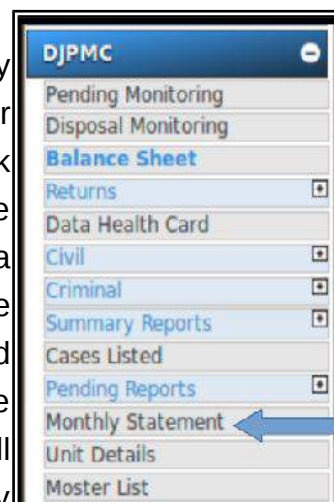 DJPMC
Pending Monitoring
Disposal Monitoring
Balance Sheet
Returns
Data Health Card
Civil
Criminal
Summary Reports
Cases Listed
Pending Reports
Monthly Statement
Unit Details
Moster List